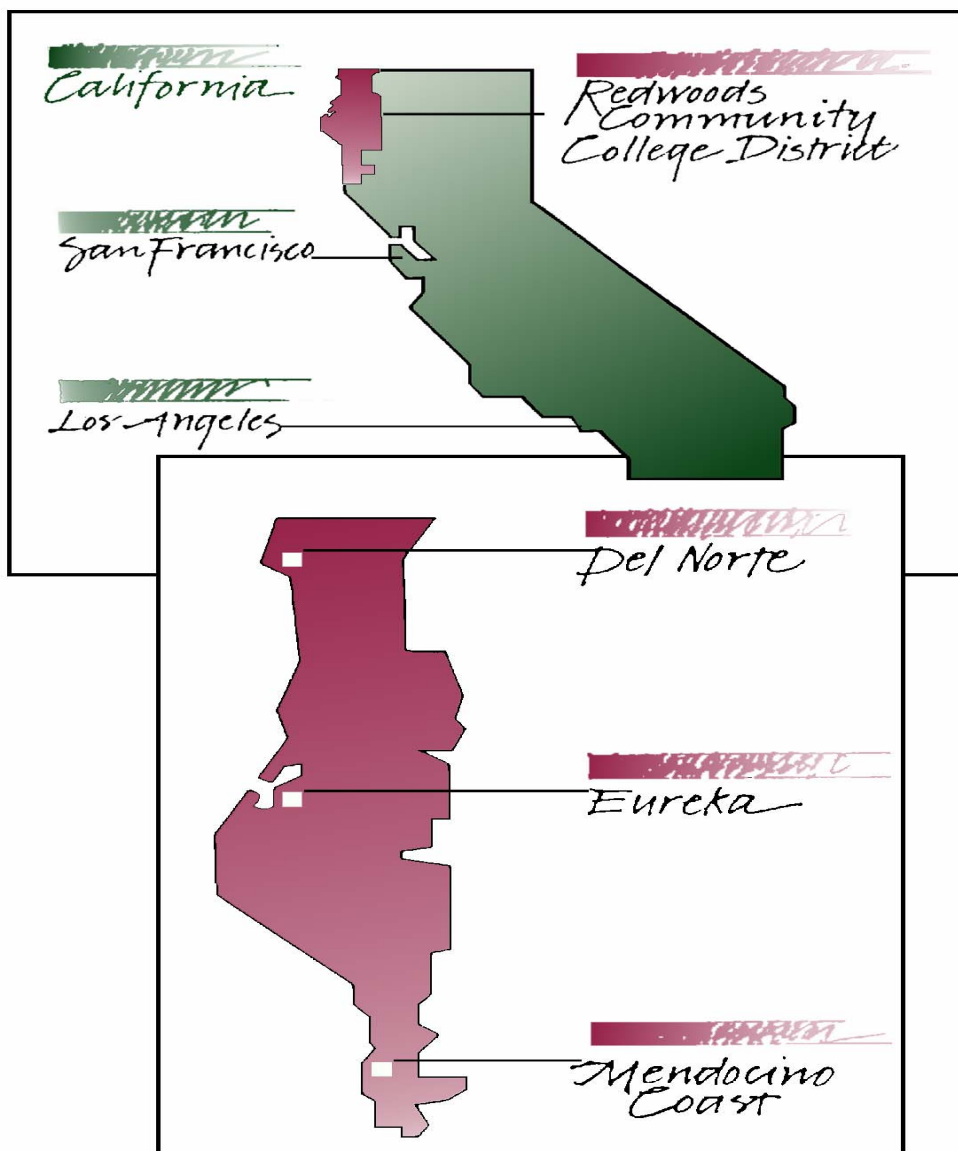 California
Redwoods
Community
College District
San Francisco
Los Angeles
Del Norte
Eureka
Mendocino
Coast